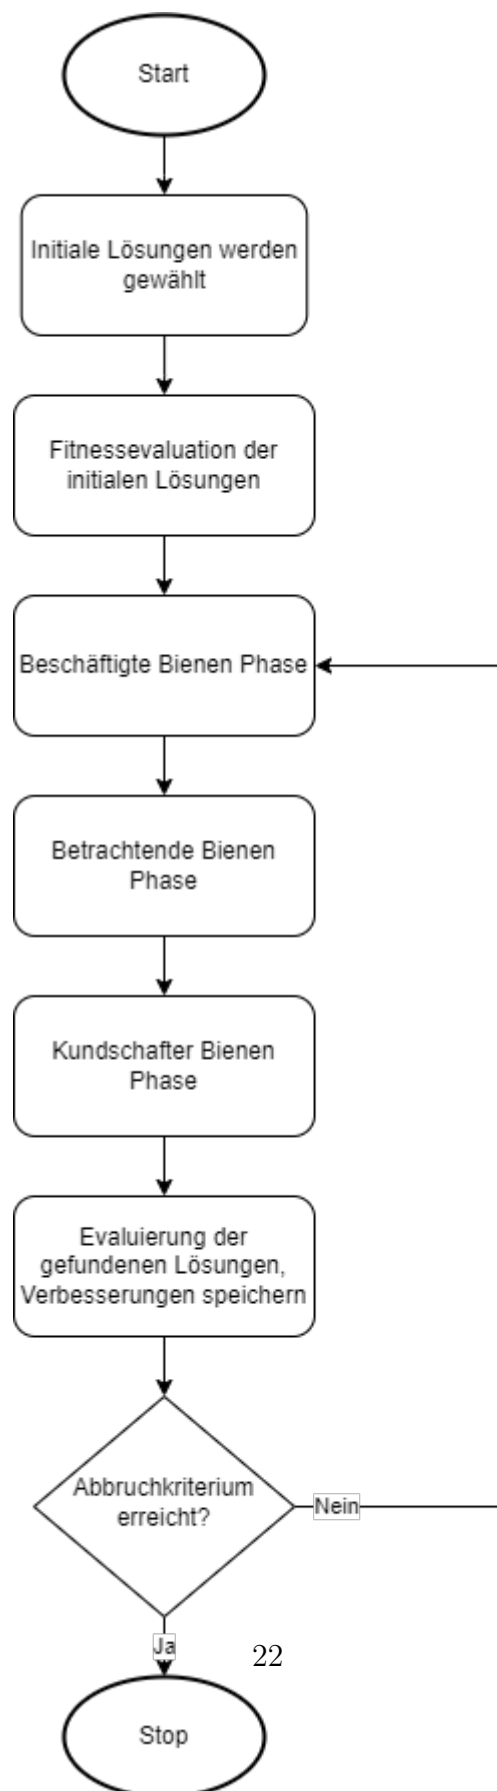 Start
Initiale Lösungen werden
gewählt
Fitnessevaluation der
initialen Lösungen
Beschäftigte Bienen Phase
Betrachtende Bienen
Phase
Kundschafter Bienen
Phase
Evaluierung der
gefundenen Lösungen,
Verbesserungen speichern
Abbruchkriterium
erreicht?
Nein
Ja
22
Stop